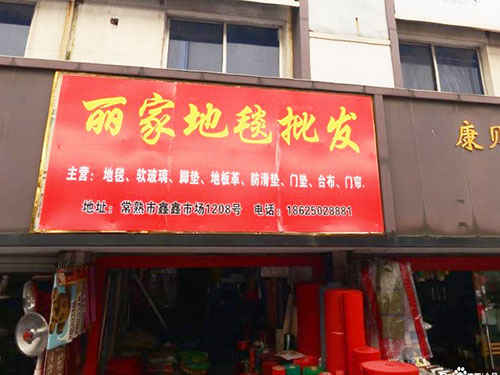 丽家地毯批发
主营：地毯、软玻璃、脚垫、地板革、防滑垫、门垫、台布、门帘.
地址：常熟市鑫鑫市场1208号 电话：18625028881
康贝